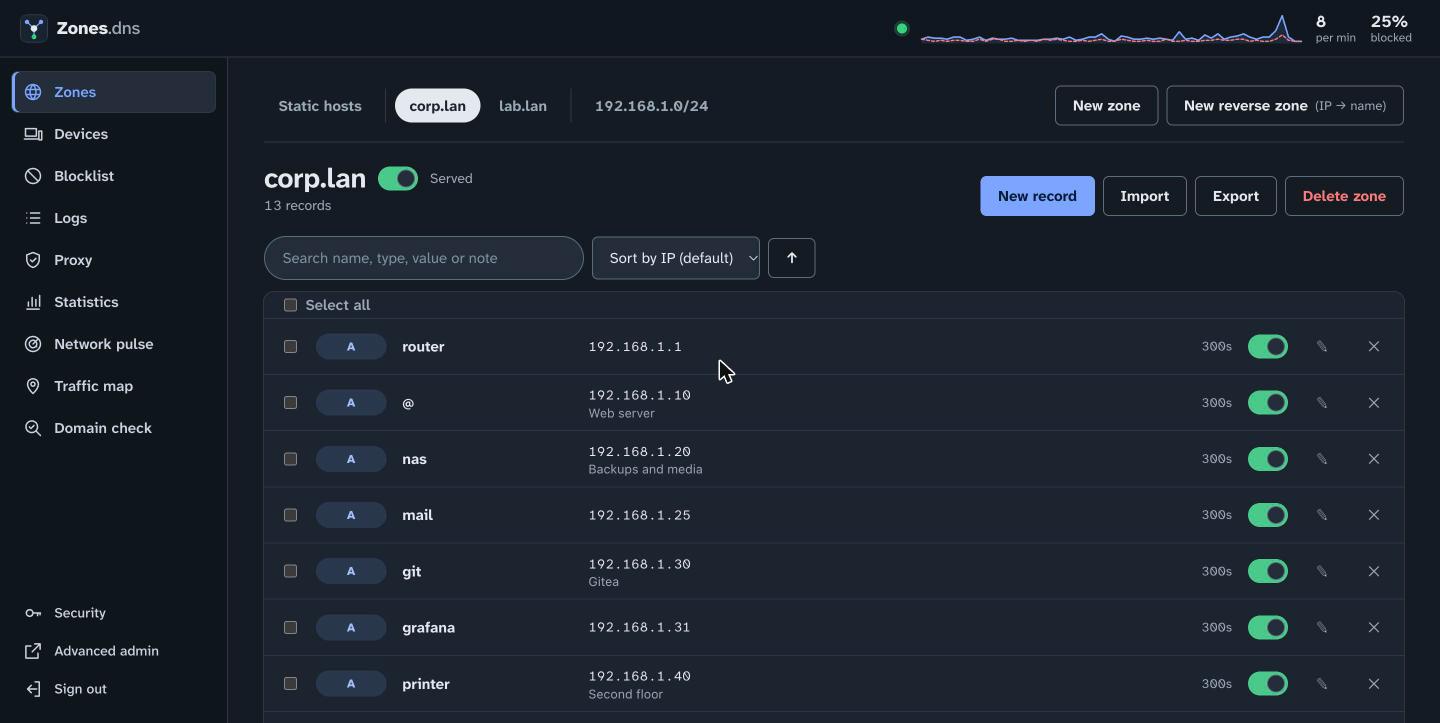 Zones.dns
8
per min
25%
blocked
Zones
Devices
Blocklist
Logs
Proxy
Statistics
Network pulse
Traffic map
Domain check
Security
Advanced admin
Sign out
Static hosts
corp.lan
lab.lan
192.168.1.0/24
New zone
New reverse zone (IP → name)
corp.lan
Served
13 records
New record
Import
Export
Delete zone
Search name, type, value or note
Sort by IP (default)
↑
Select all
A router 192.168.1.1 300s
A @ 192.168.1.10 300s
Web server
A nas 192.168.1.20 300s
Backups and media
A mail 192.168.1.25 300s
A git 192.168.1.30 300s
Gitea
A grafana 192.168.1.31 300s
A printer 192.168.1.40 300s
Second floor